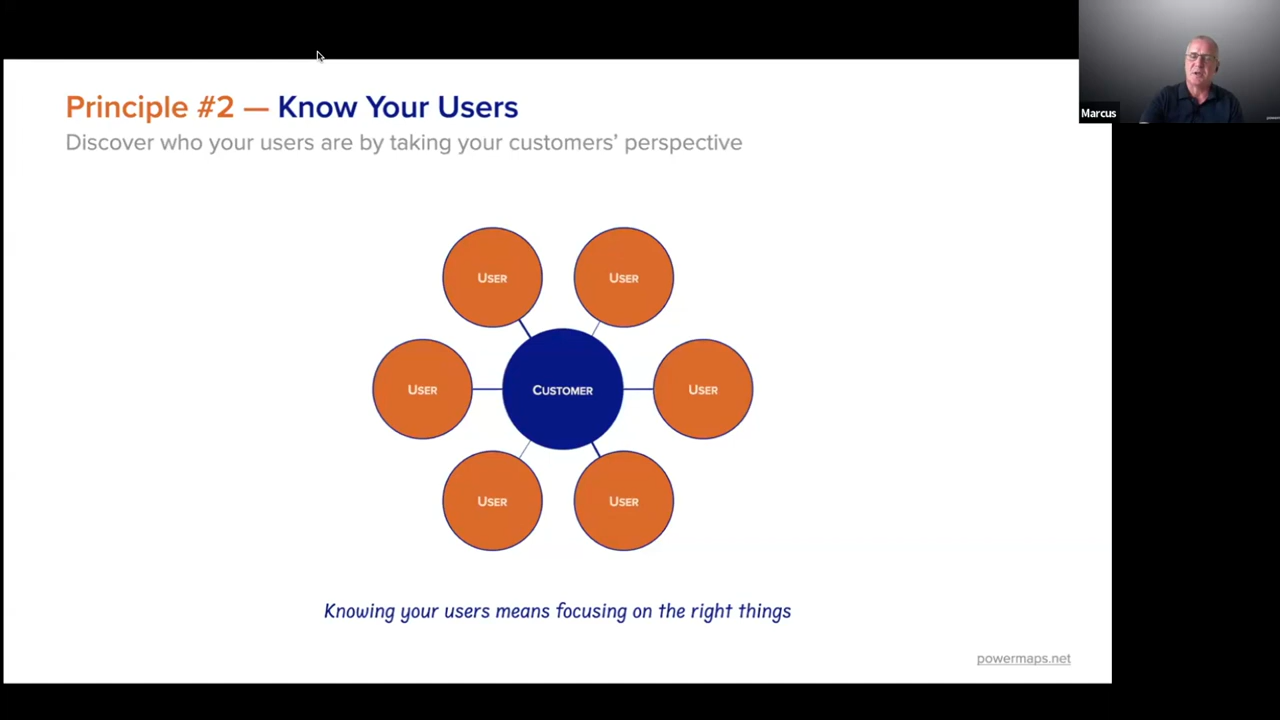 Principle #2 — Know Your Users
Discover who your users are by taking your customers' perspective
User
User
User
Customer
User
User
User
Knowing your users means focusing on the right things
powermaps.net
Marcus